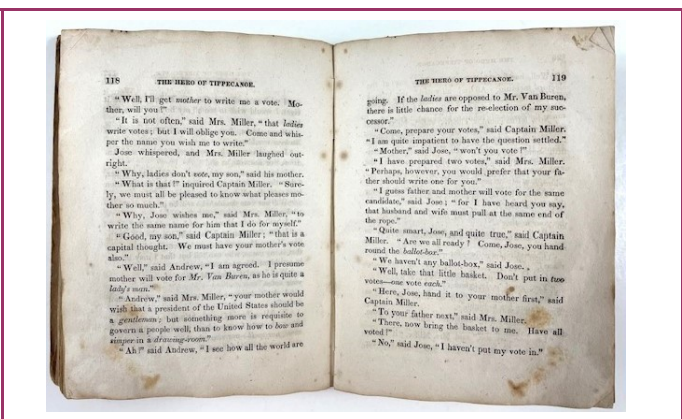 118 THE HERO OF TIPPECANOE.
"Well, I'll get mother to write me a vote. Mo-
ther, will you?"
"It is not often," said Mrs. Miller, "that ladies
write votes; but I will oblige you. Come and whis-
per the name you wish me to write."
Jose whispered, and Mrs. Miller laughed out-
right.
"Why, ladies don't vote, my son," said his mother.
"What is that?" inquired Captain Miller. "Sure-
ly, we must all be pleased to know what pleases mo-
ther so much."
"Why, Jose wishes me," said Mrs. Miller, "to
write the same name for him that I do for myself."
"Good, my son," said Captain Miller; "that is a
capital thought. We must have your mother's vote
also."
"Well," said Andrew, "I am agreed. I presume
mother will vote for Mr. Van Buren, as he is quite a
lady's man."
"Andrew," said Mrs. Miller, "your mother would
wish that a president of the United States should be
a gentleman; but something more is requisite to
govern a people well, than to know how to bow and
simper in a drawing-room."
"Ah!" said Andrew, "I see how all the world are
THE HERO OF TIPPECANOE. 119
going. If the ladies are opposed to Mr. Van Buren,
there is little chance for the re-election of my suc-
cessor."
"Come, prepare your votes," said Captain Miller.
"I am quite impatient to have the question settled."
"Mother," said Jose, "won't you vote?"
"I have prepared two votes," said Mrs. Miller.
"Perhaps, however, you would prefer that your fa-
ther should write one for you."
"I guess father and mother will vote for the same
candidate," said Jose; "for I have heard you say,
that husband and wife must pull at the same end of
the rope."
"Quite smart, Jose, and quite true," said Captain
Miller. "Are we all ready? Come, Jose, you hand
round the ballot-box."
"We haven't any ballot-box," said Jose.
"Well, take that little basket. Don't put in two
votes—one vote each."
"Here, Jose, hand it to your mother first," said
Captain Miller.
"To your father next," said Mrs. Miller.
"There, now bring the basket to me. Have all
voted?"
"No," said Jose, "I haven't put my vote in."